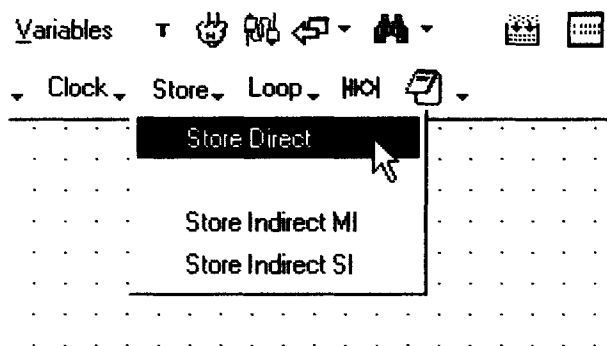 Variables T
Clock Store Loop
Store Direct
Store Indirect MI
Store Indirect SI